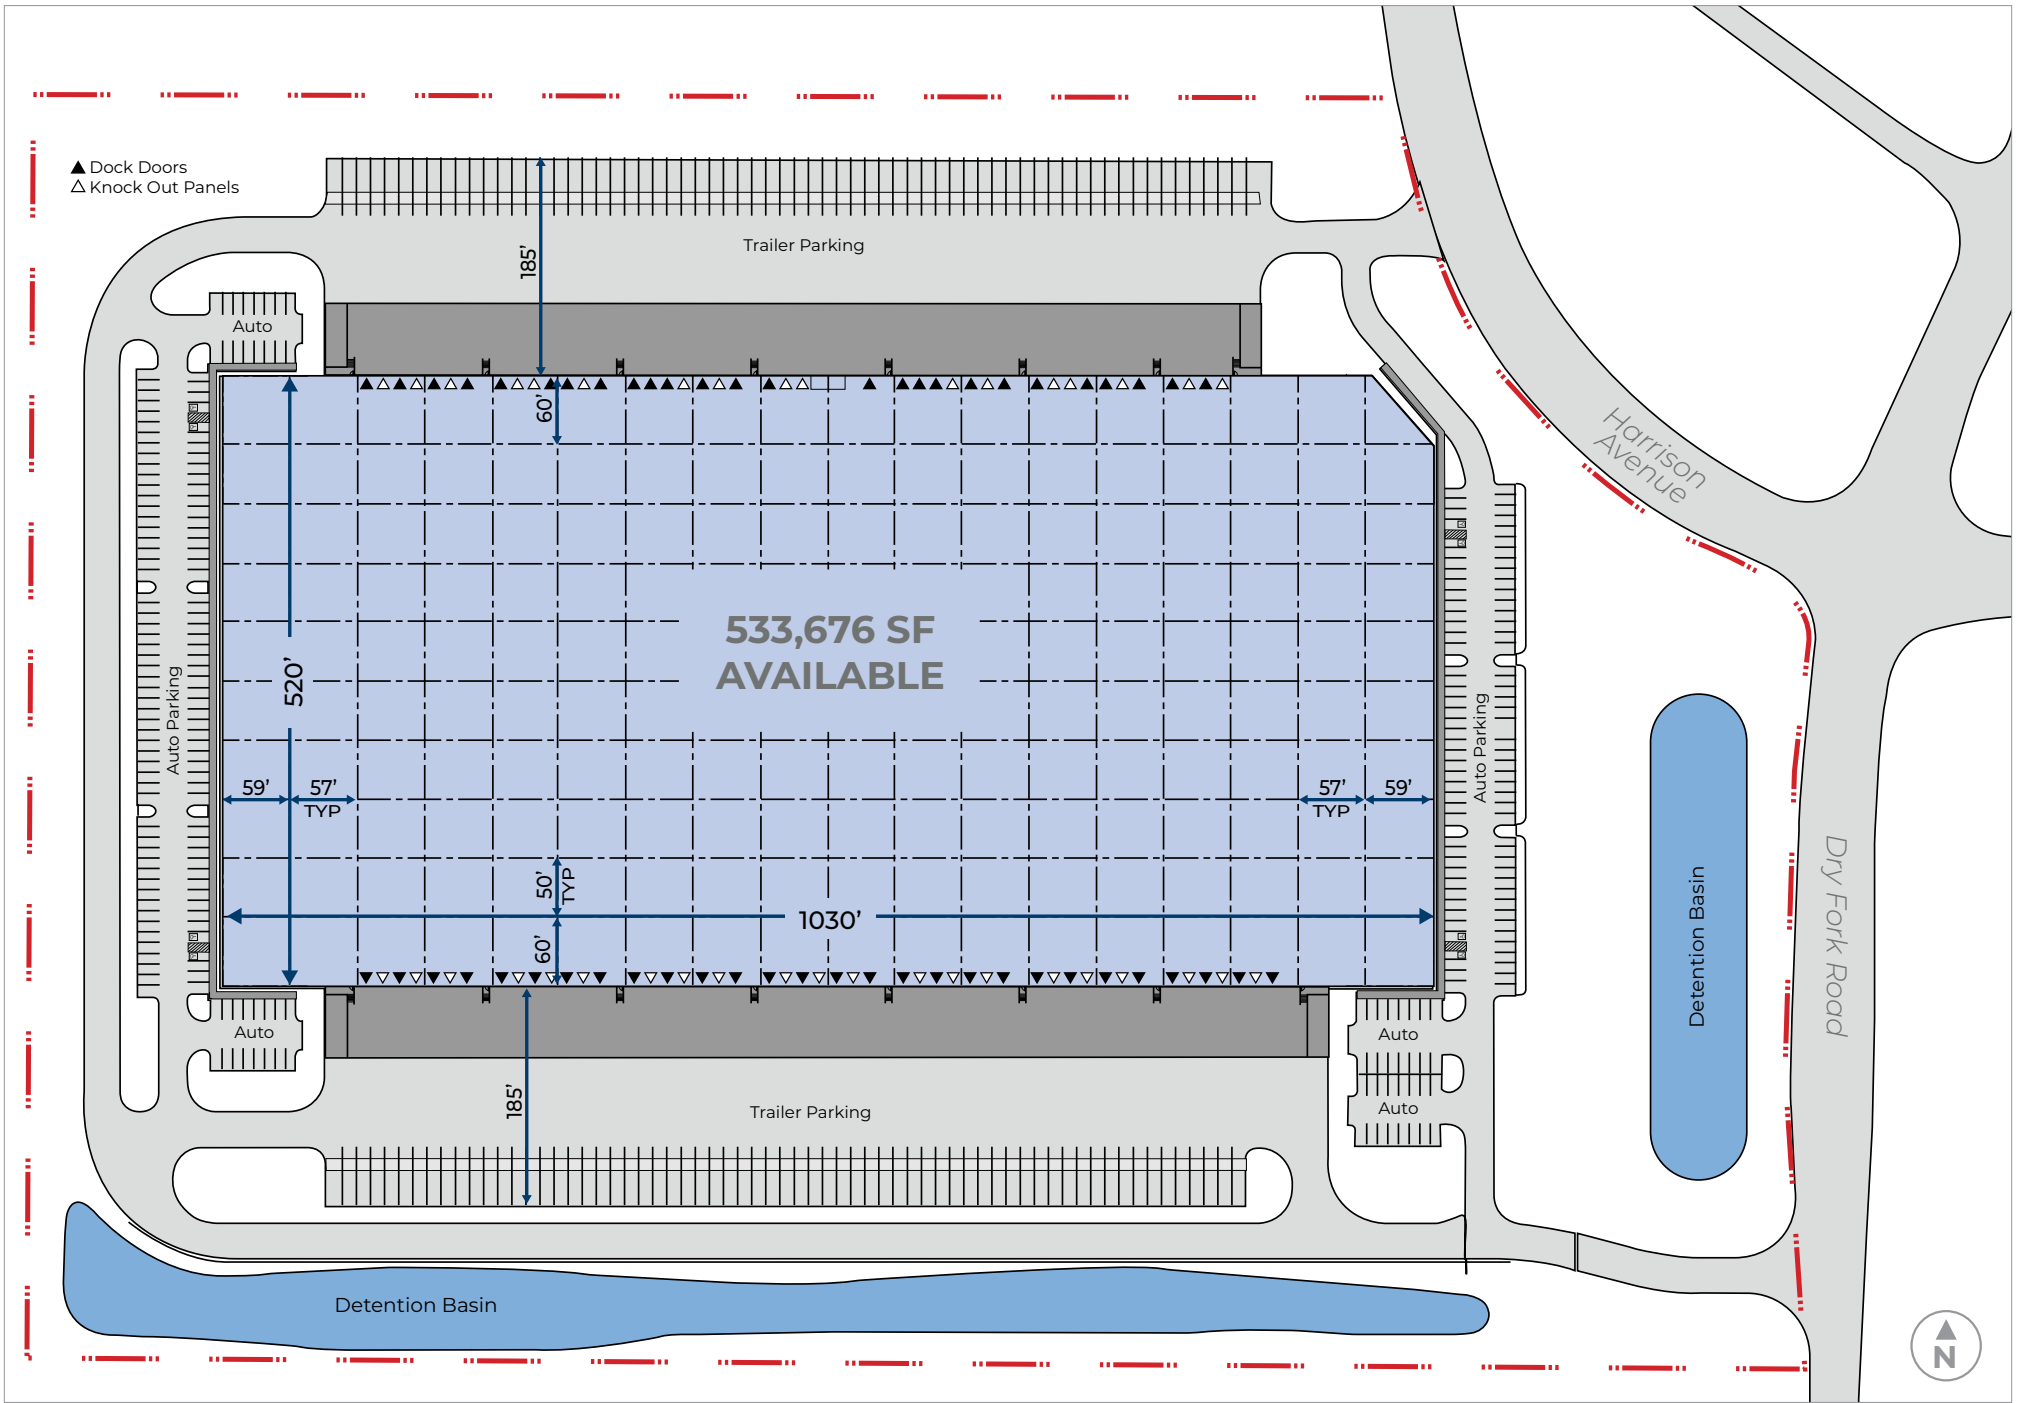 Dock Doors
Knock Out Panels
Trailer Parking
185’
Auto
60’
Harrison
Avenue
533,676 SF
AVAILABLE
520’
Auto Parking
Auto Parking
59’
57’
TYP
57’
TYP
59’
50’
TYP
1030’
60’
Detention Basin
Dry Fork Road
Auto
Auto
Auto
185’
Trailer Parking
Detention Basin
N